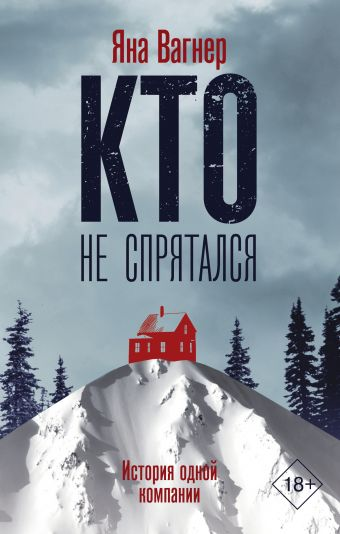 Яна Вагнер
КТО
НЕ СПРЯТАЛСЯ
История одной
компании
18+